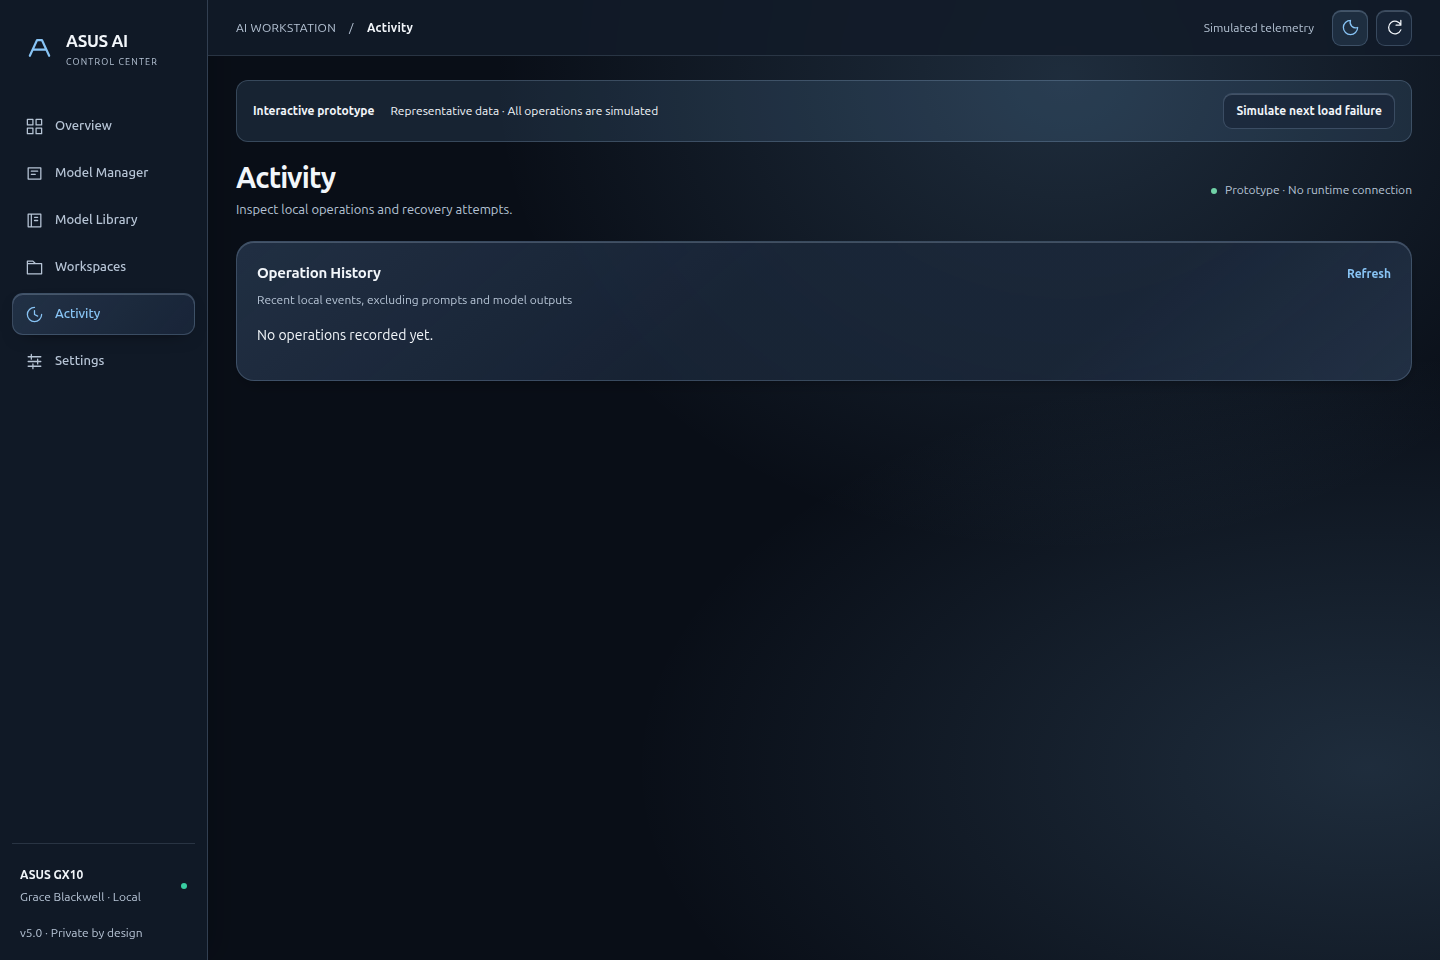 ASUS AI
CONTROL CENTER
Overview
Model Manager
Model Library
Workspaces
Activity
Settings
ASUS GX10
Grace Blackwell · Local
v5.0 · Private by design
AI WORKSTATION / Activity
Simulated telemetry
Interactive prototype Representative data · All operations are simulated
Simulate next load failure
Activity
Inspect local operations and recovery attempts.
Prototype · No runtime connection
Operation History
Refresh
Recent local events, excluding prompts and model outputs
No operations recorded yet.